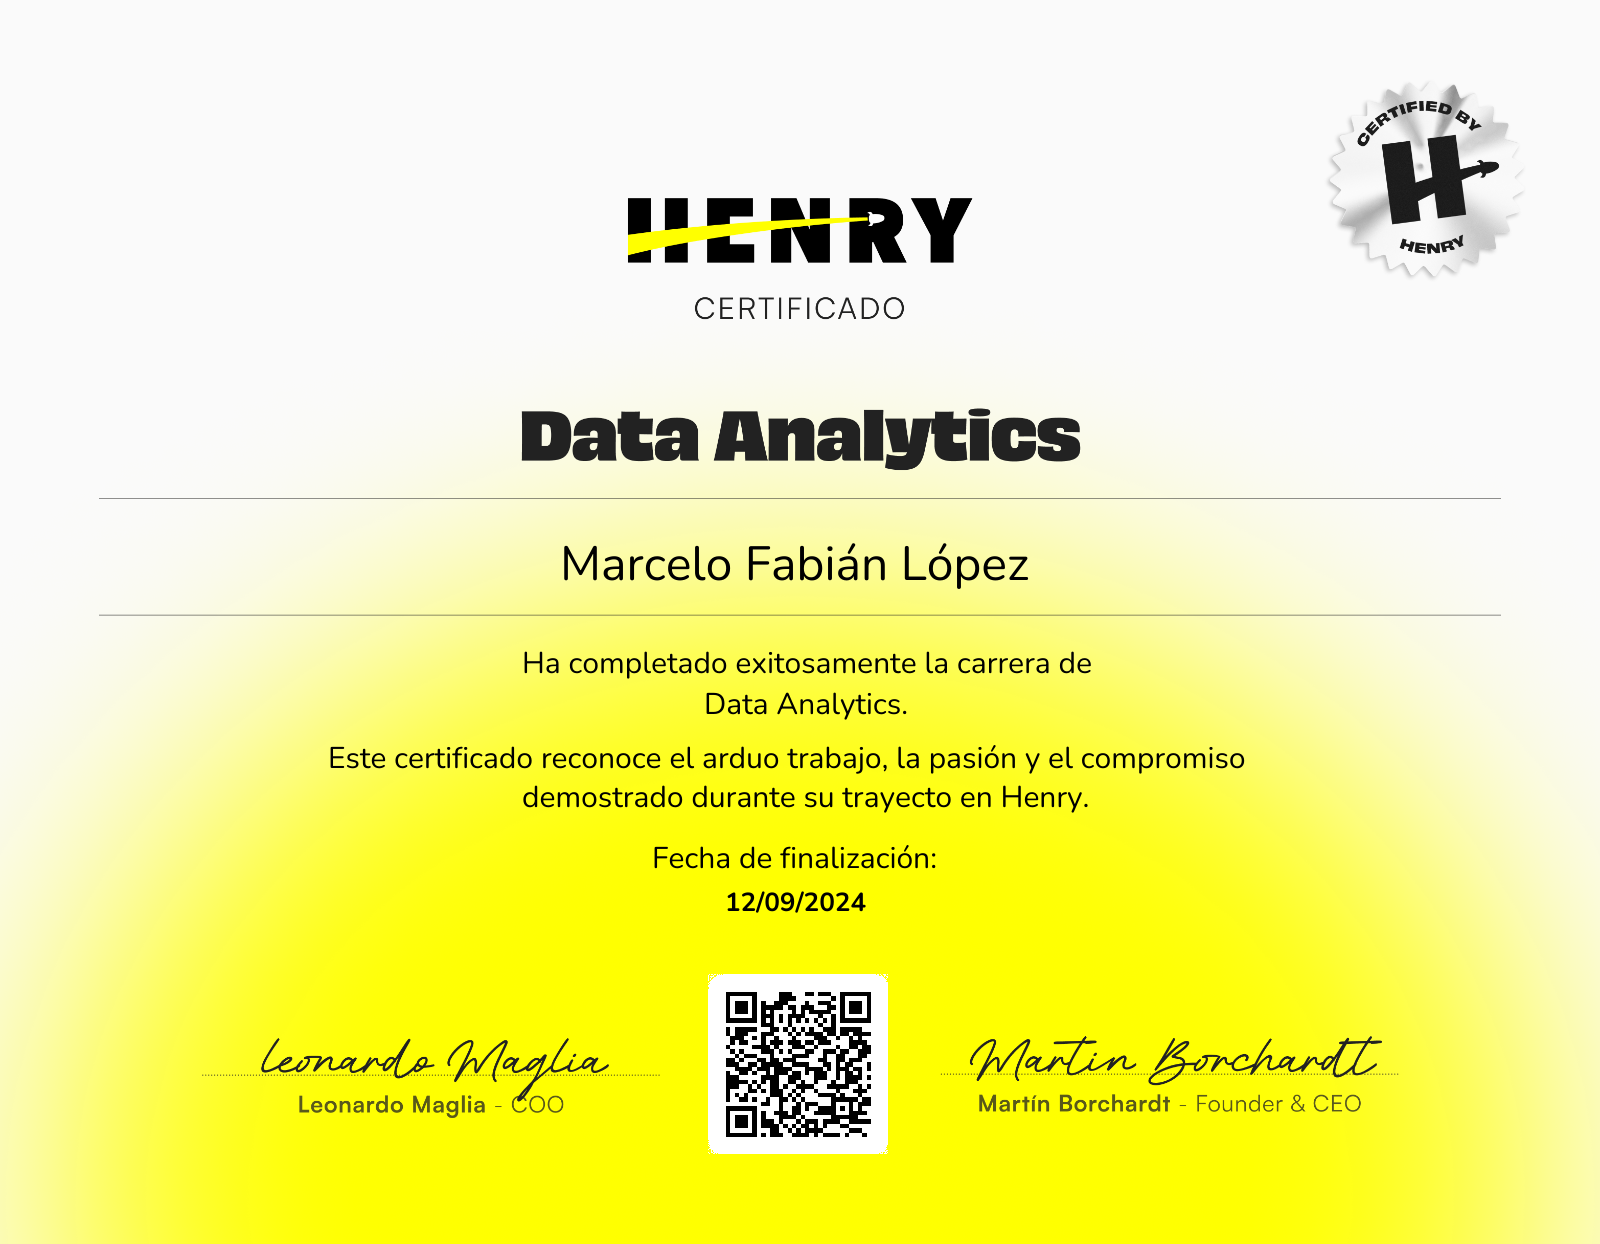 CERTIFIED BY
H
HENRY
HENRY
CERTIFICADO
Data Analytics
Marcelo Fabián López
Ha completado exitosamente la carrera de
Data Analytics.
Este certificado reconoce el arduo trabajo, la pasión y el compromiso
demostrado durante su trayecto en Henry.
Fecha de finalización:
12/09/2024
Leonardo Maglia
Leonardo Maglia - COO
Martin Borchardt
Martín Borchardt - Founder & CEO